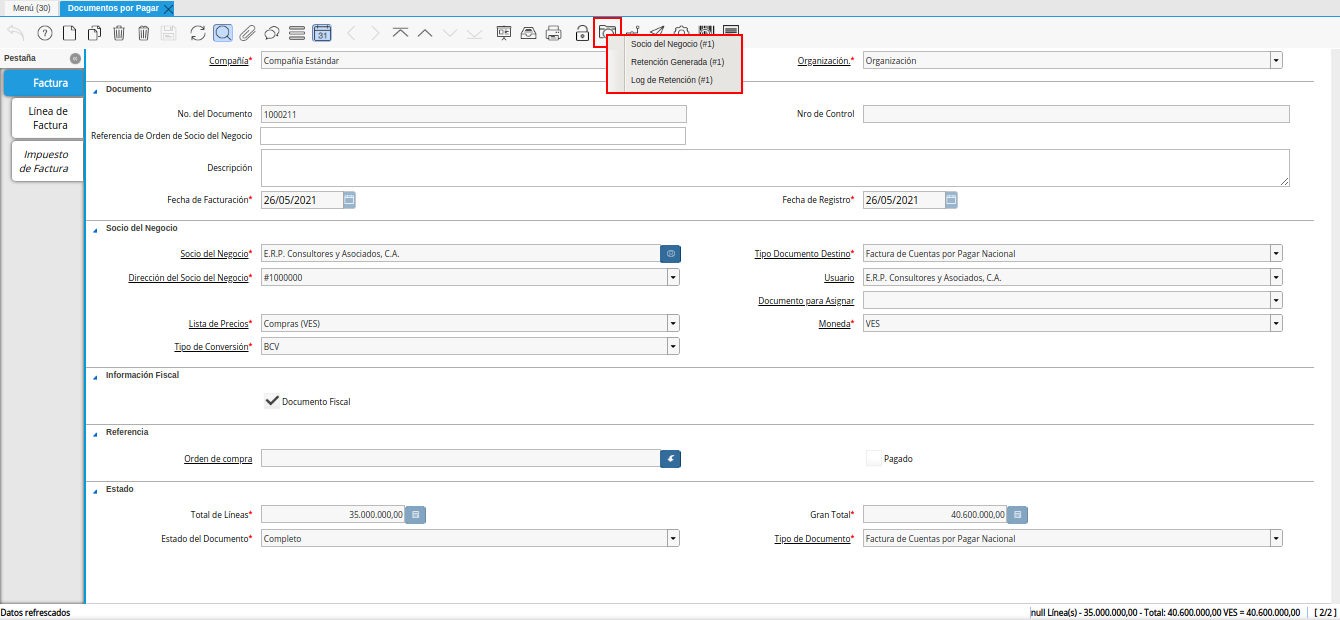 Menú (30)
Documentos por Pagar
31
Pestaña
Factura
Línea de
Factura
Impuesto
de Factura
Socio del Negocio (#1)
Retención Generada (#1)
Log de Retención (#1)
Compañía* Compañía Estándar
Organización.* Organización
Documento
No. del Documento 1000211
Nro de Control
Referencia de Orden de Socio del Negocio
Descripción
Fecha de Facturación* 26/05/2021
Fecha de Registro* 26/05/2021
Socio del Negocio
Socio del Negocio* E.R.P. Consultores y Asociados, C.A.
Tipo Documento Destino* Factura de Cuentas por Pagar Nacional
Dirección del Socio del Negocio* #1000000
Usuario E.R.P. Consultores y Asociados, C.A.
Documento para Asignar
Lista de Precios* Compras (VES)
Moneda* VES
Tipo de Conversión* BCV
Información Fiscal
Documento Fiscal
Referencia
Orden de compra
Pagado
Estado
Total de Líneas* 35.000.000,00
Gran Total* 40.600.000,00
Estado del Documento* Completo
Tipo de Documento* Factura de Cuentas por Pagar Nacional
Datos refrescados
null Línea(s) - 35.000.000,00 - Total: 40.600.000,00 VES = 40.600.000,00
[ 2/2 ]